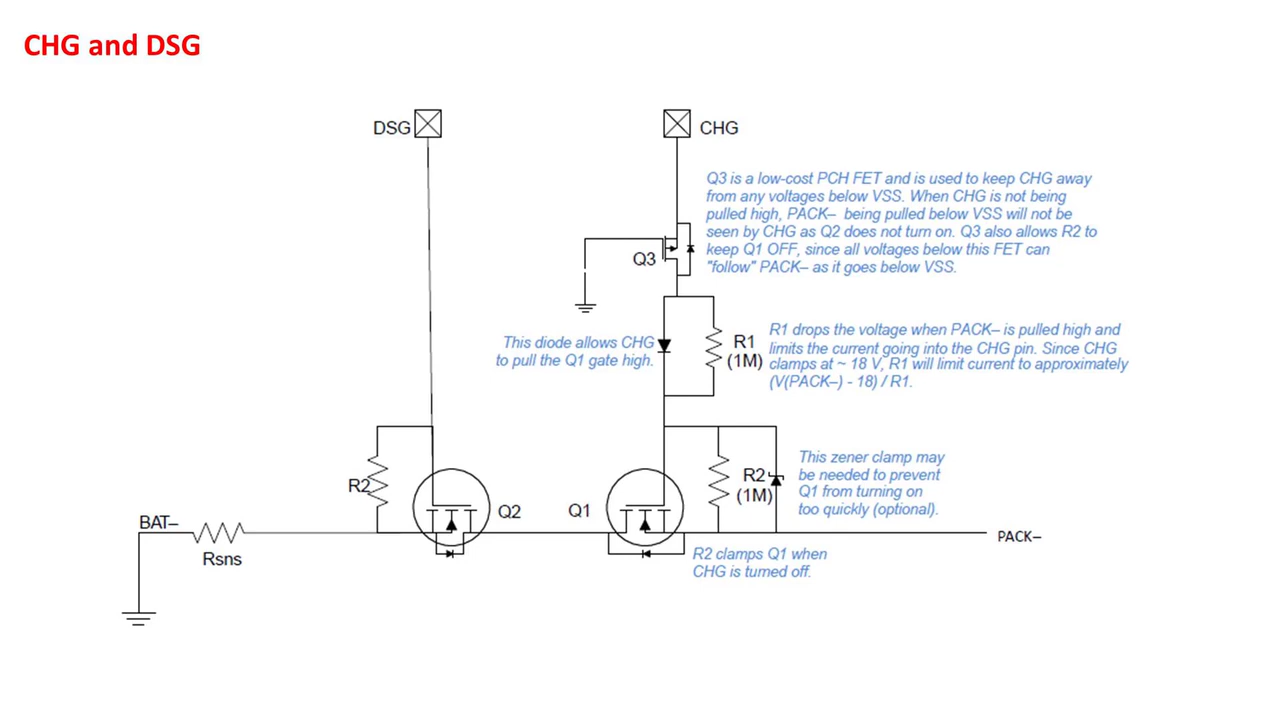 CHG and DSG
DSG
CHG
Q3 is a low-cost PCH FET and is used to keep CHG away
from any voltages below VSS. When CHG is not being
pulled high, PACK– being pulled below VSS will not be
seen by CHG as Q2 does not turn on. Q3 also allows R2 to
keep Q1 OFF, since all voltages below this FET can
"follow" PACK– as it goes below VSS.
Q3
This diode allows CHG
to pull the Q1 gate high.
R1
(1M)
R1 drops the voltage when PACK– is pulled high and
limits the current going into the CHG pin. Since CHG
clamps at ~ 18 V, R1 will limit current to approximately
(V(PACK–) - 18) / R1.
R2
Q2
Q1
R2
(1M)
This zener clamp may
be needed to prevent
Q1 from turning on
too quickly (optional).
BAT–
Rsns
PACK–
R2 clamps Q1 when
CHG is turned off.